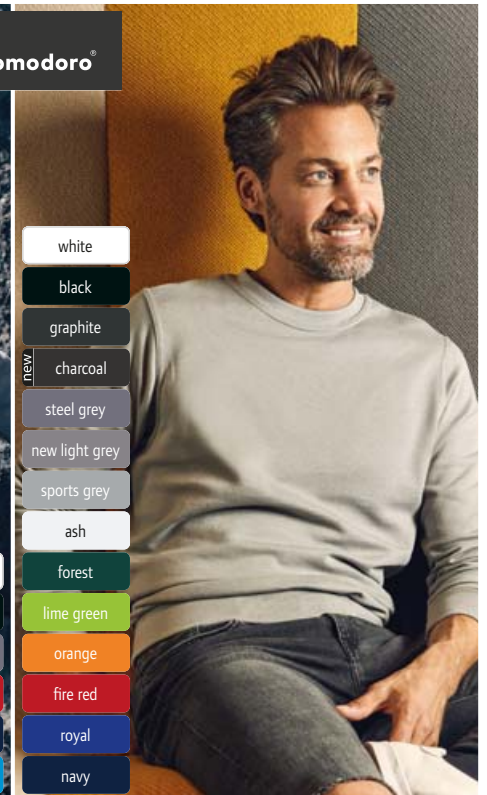 omodoro®
white
black
graphite
new
charcoal
steel grey
new light grey
sports grey
ash
forest
lime green
orange
fire red
royal
navy